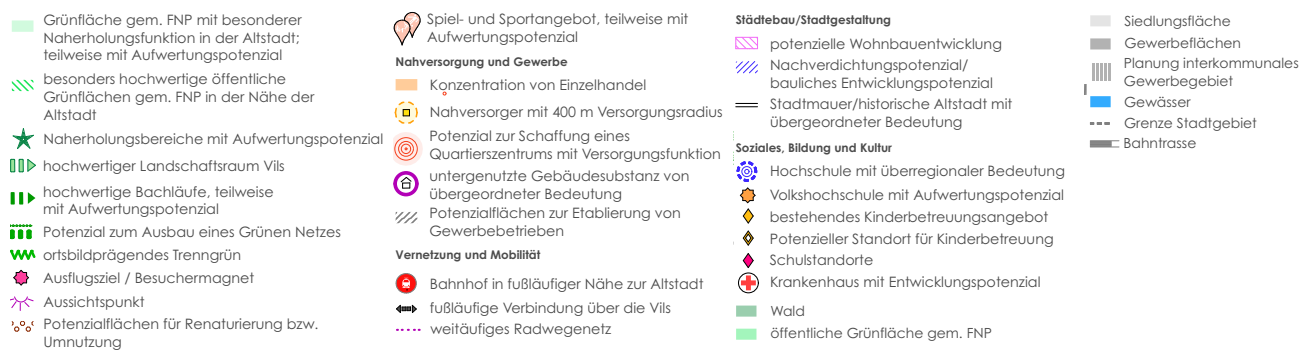 Grünfläche gem. FNP mit besonderer
Naherholungsfunktion in der Altstadt;
teilweise mit Aufwertungspotenzial
besonders hochwertige öffentliche
Grünflächen gem. FNP in der Nähe der
Altstadt
Naherholungsbereiche mit Aufwertungspotenzial
hochwertiger Landschaftsraum Vils
hochwertige Bachläufe, teilweise
mit Aufwertungspotenzial
Potenzial zum Ausbau eines Grünen Netzes
ortsbildprägendes Trenngrün
Ausflugsziel / Besuchermagnet
Aussichtspunkt
Potenzialflächen für Renaturierung bzw.
Umnutzung
Spiel- und Sportangebot, teilweise mit
Aufwertungspotenzial
Nahversorgung und Gewerbe
Konzentration von Einzelhandel
Nahversorger mit 400 m Versorgungsradius
Potenzial zur Schaffung eines
Quartierszentrums mit Versorgungsfunktion
untergenutzte Gebäudesubstanz von
übergeordneter Bedeutung
Potenzialflächen zur Etablierung von
Gewerbebetrieben
Vernetzung und Mobilität
Bahnhof in fußläufiger Nähe zur Altstadt
fußläufige Verbindung über die Vils
weitäufiges Radwegenetz
Städtebau/Stadtgestaltung
potenzielle Wohnbauentwicklung
Nachverdichtungspotenzial/
bauliches Entwicklungspotenzial
Stadtmauer/historische Altstadt mit
übergeordneter Bedeutung
Soziales, Bildung und Kultur
Hochschule mit überregionaler Bedeutung
Volkshochschule mit Aufwertungspotenzial
bestehendes Kinderbetreuungsangebot
Potenzieller Standort für Kinderbetreuung
Schulstandorte
Krankenhaus mit Entwicklungspotenzial
Wald
öffentliche Grünfläche gem. FNP
Siedlungsfläche
Gewerbeflächen
Planung interkommunales
Gewerbegebiet
Gewässer
Grenze Stadtgebiet
Bahntrasse